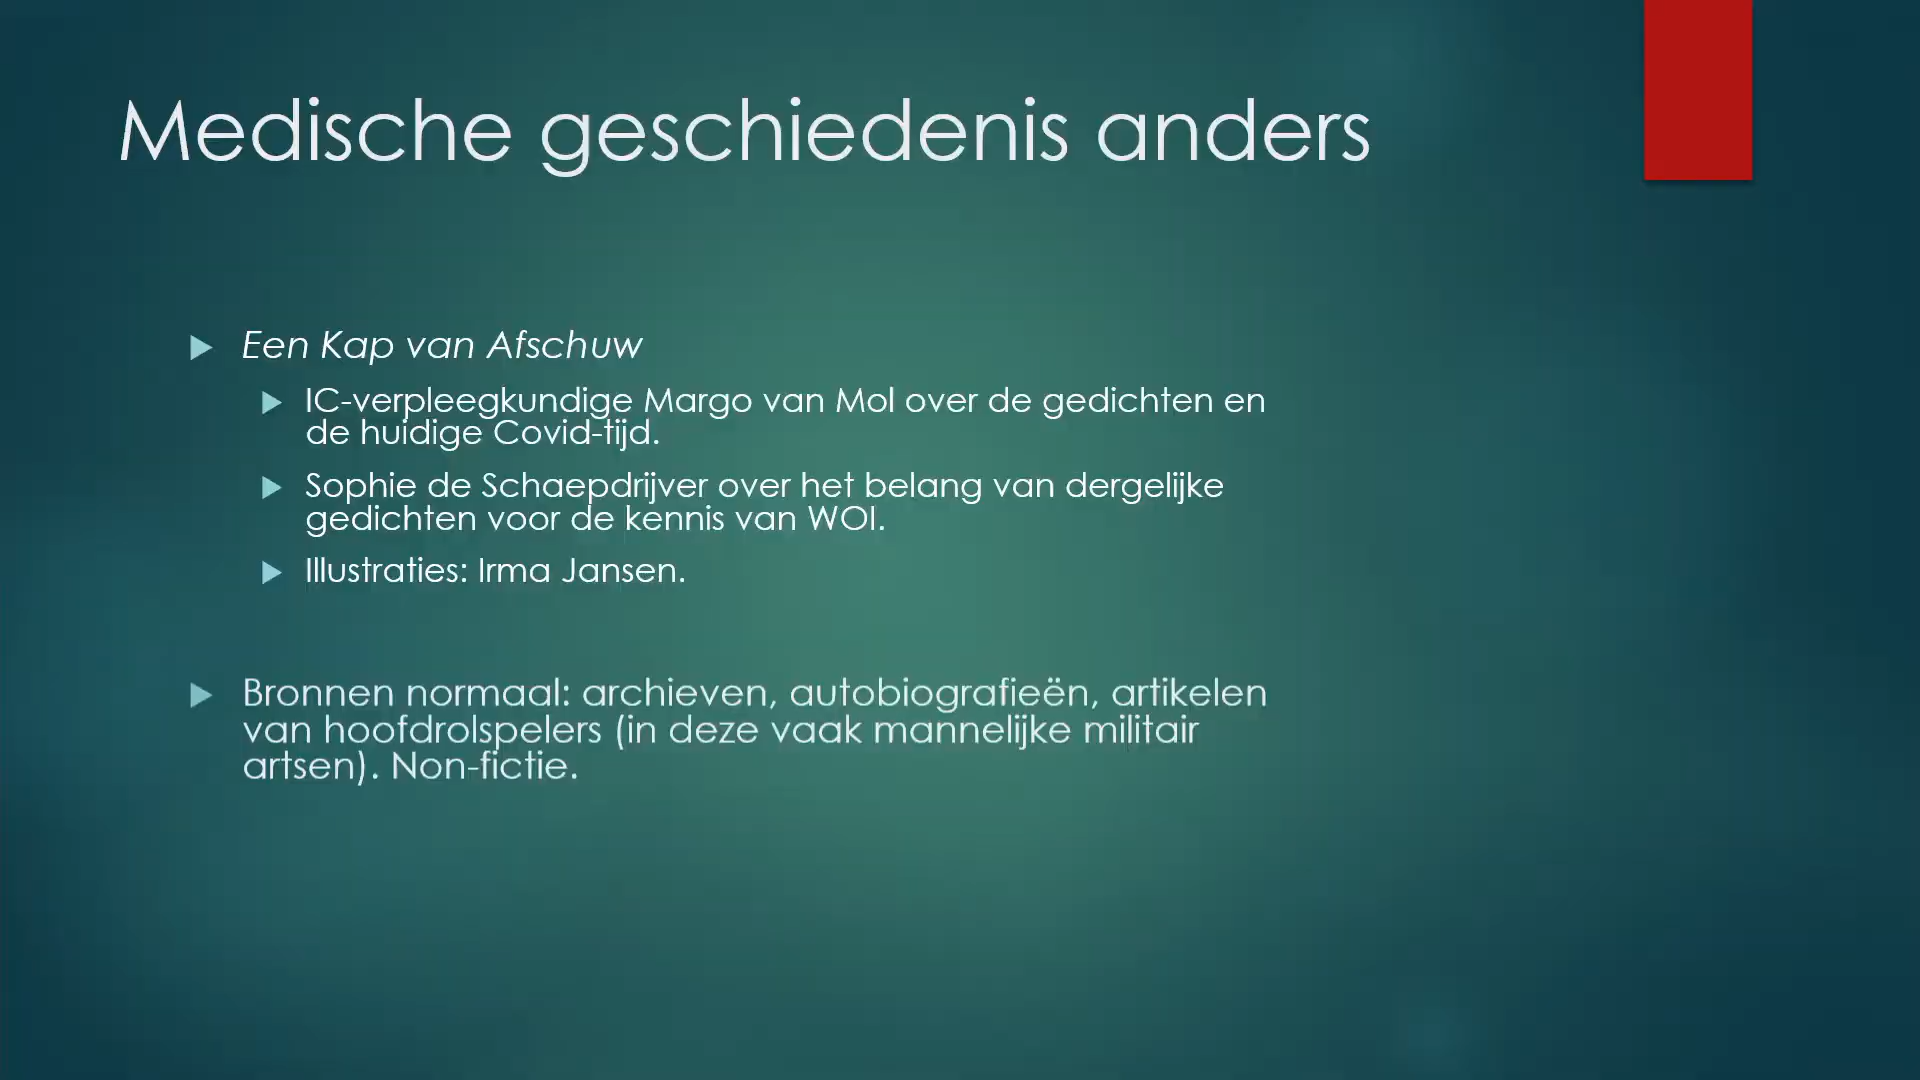 Medische geschiedenis anders
Een Kap van Afschuw
IC-verpleegkundige Margo van Mol over de gedichten en
de huidige Covid-tijd.
Sophie de Schaepdrijver over het belang van dergelijke
gedichten voor de kennis van WOI.
Illustraties: Irma Jansen.
Bronnen normaal: archieven, autobiografieën, artikelen
van hoofdrolspelers (in deze vaak mannelijke militair
artsen). Non-fictie.